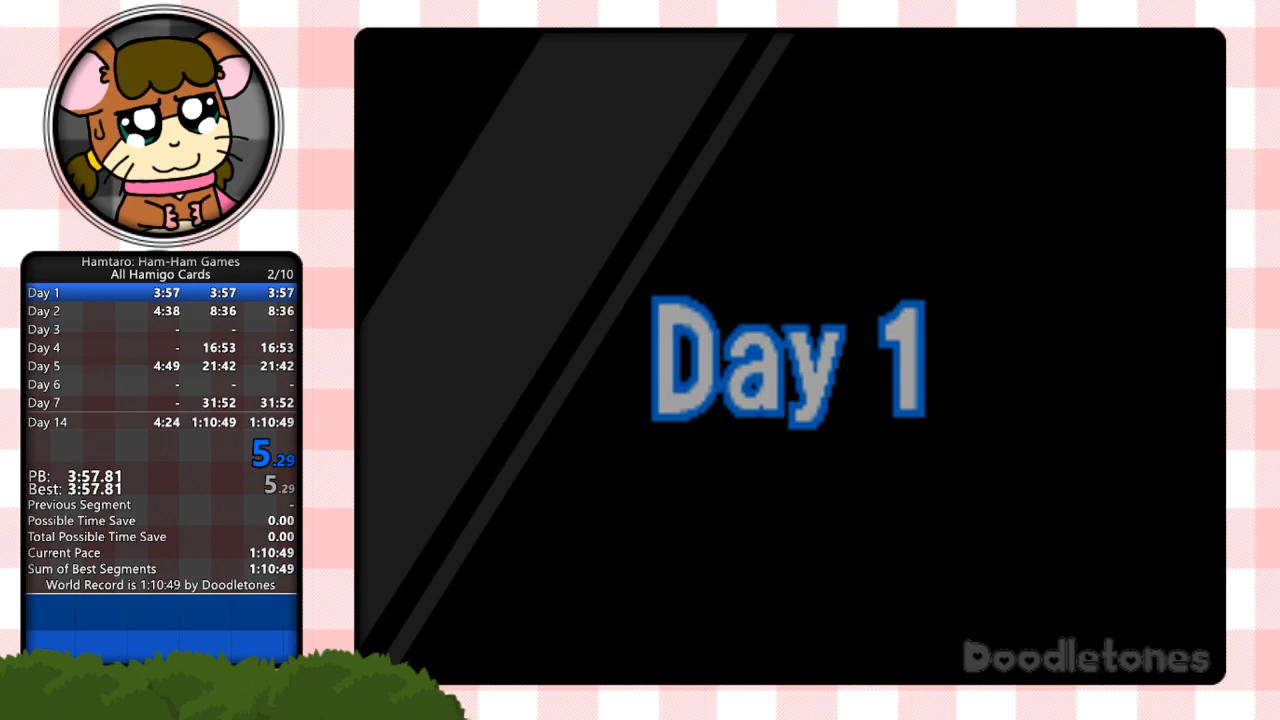 Hamtaro: Ham-Ham Games
All Hamigo Cards 2/10
Day 1 3:57 3:57 3:57
Day 2 4:38 8:36 8:36
Day 3 - - -
Day 4 - 16:53 16:53
Day 5 4:49 21:42 21:42
Day 6 - - -
Day 7 - 31:52 31:52
Day 14 4:24 1:10:49 1:10:49
5.29
PB: 3:57.81
Best: 3:57.81 5.29
Previous Segment -
Possible Time Save 0.00
Total Possible Time Save 0.00
Current Pace 1:10:49
Sum of Best Segments 1:10:49
World Record is 1:10:49 by Doodletones
Day 1
Doodletones